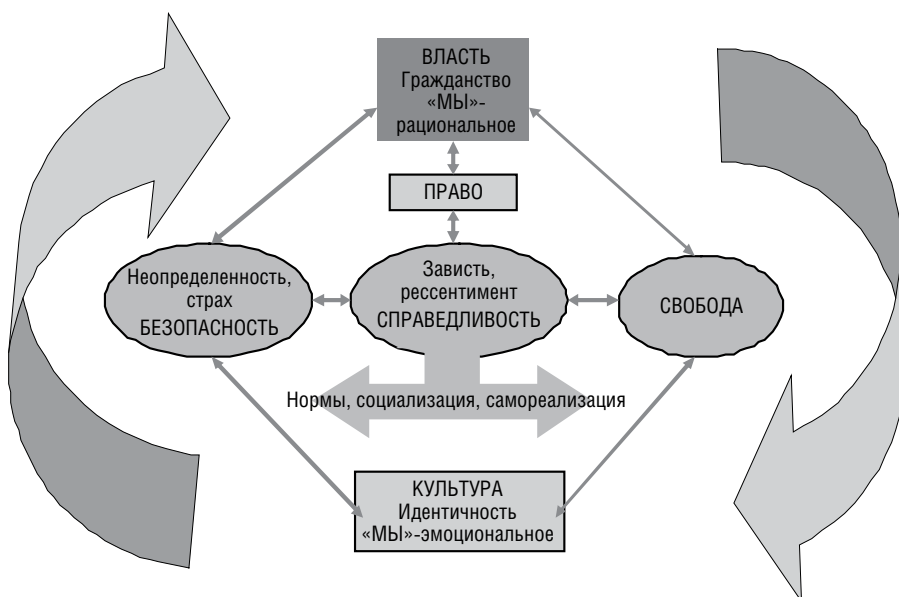 ВЛАСТЬ
Гражданство
«МЫ»-
рациональное
ПРАВО
Неопределенность,
страх
БЕЗОПАСНОСТЬ
Зависть,
рессентимент
СПРАВЕДЛИВОСТЬ
СВОБОДА
Нормы, социализация, самореализация
КУЛЬТУРА
Идентичность
«МЫ»-эмоциональное